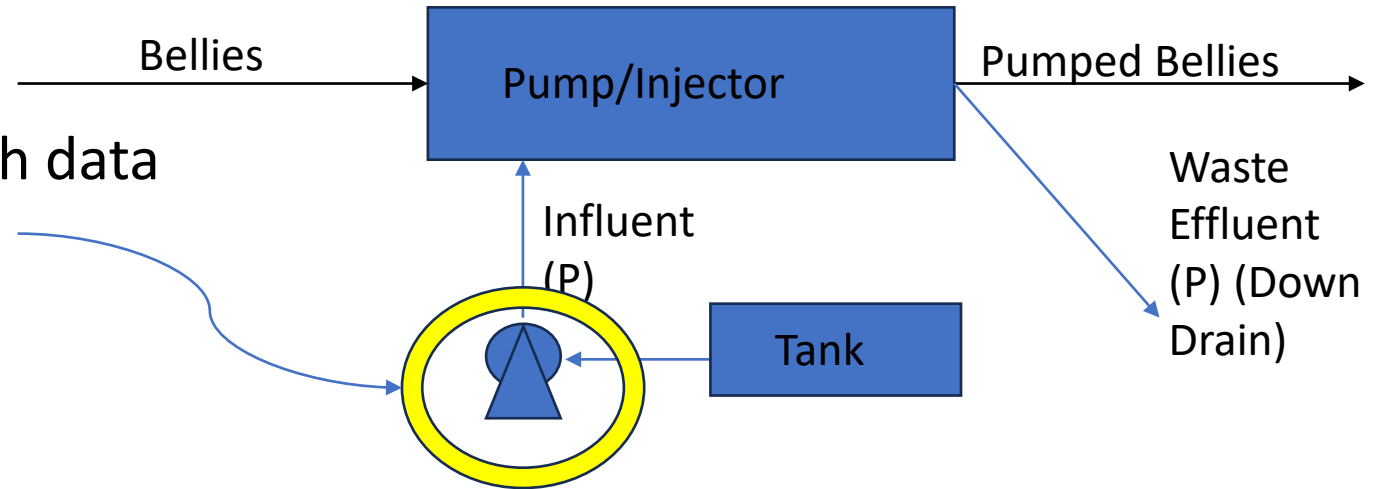 Bellies
Pump/Injector
Pumped Bellies
h data
Influent
(P)
Waste
Effluent
(P) (Down
Drain)
Tank